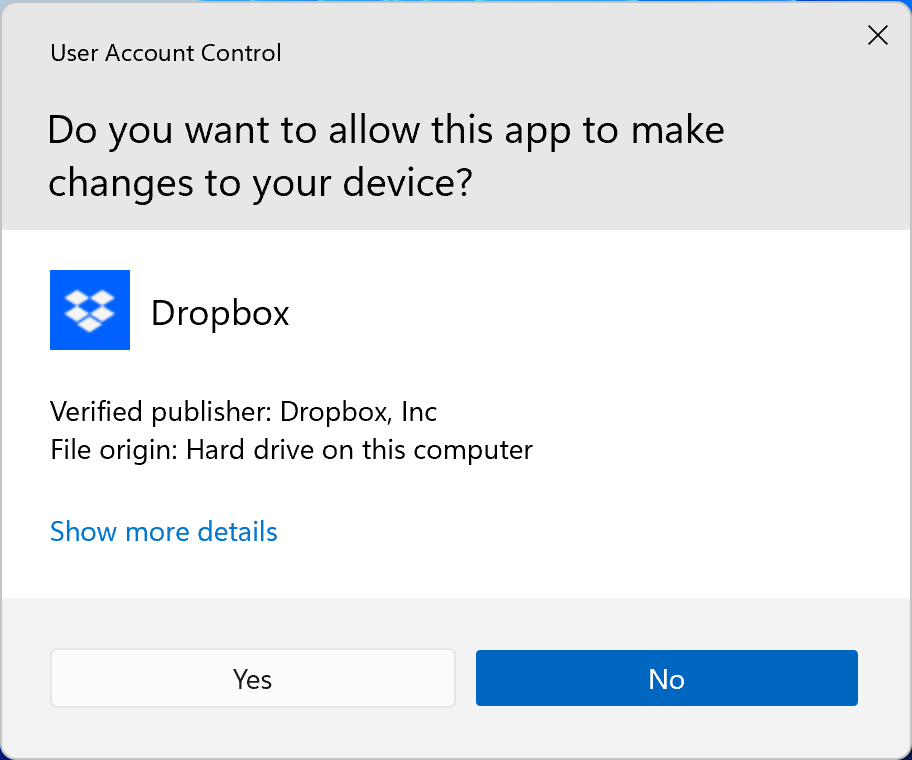 User Account Control
Do you want to allow this app to make
changes to your device?
Dropbox
Verified publisher: Dropbox, Inc
File origin: Hard drive on this computer
Show more details
Yes
No